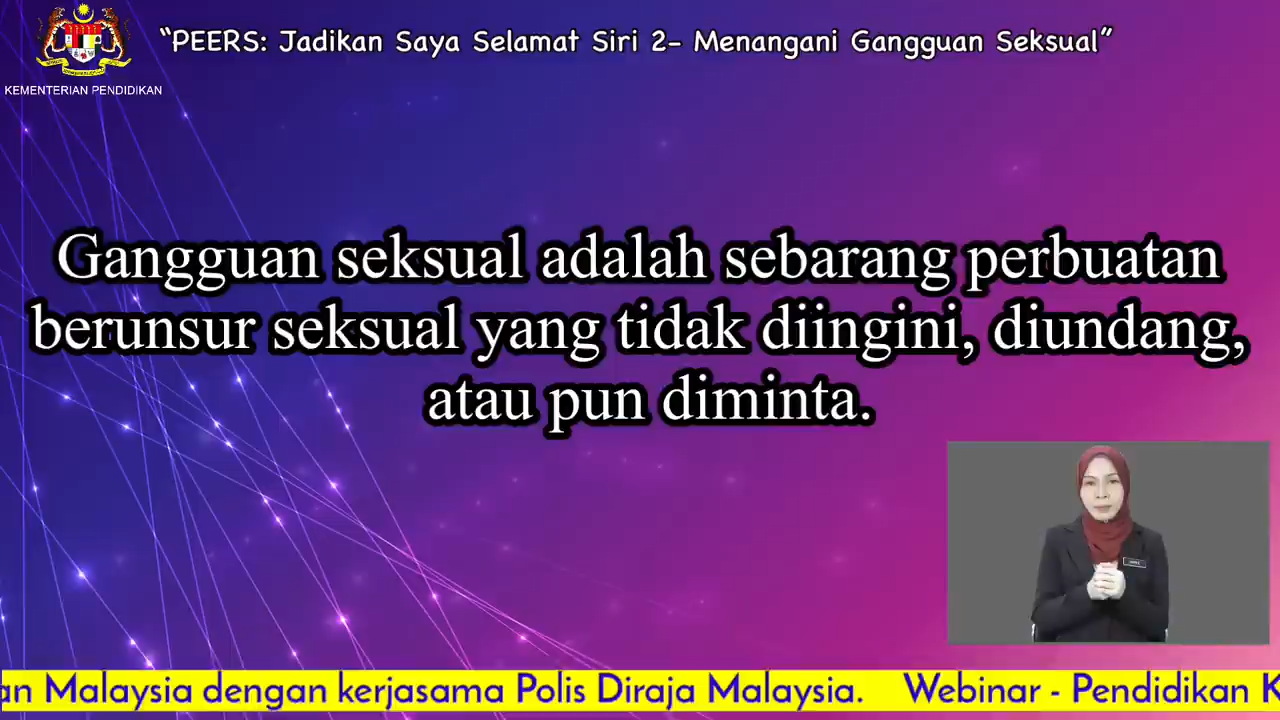 "PEERS: Jadikan Saya Selamat Siri 2- Menangani Gangguan Seksual"
KEMENTERIAN PENDIDIKAN
Gangguan seksual adalah sebarang perbuatan
berunsur seksual yang tidak diingini, diundang,
atau pun diminta.
an Malaysia dengan kerjasama Polis Diraja Malaysia. Webinar - Pendidikan K